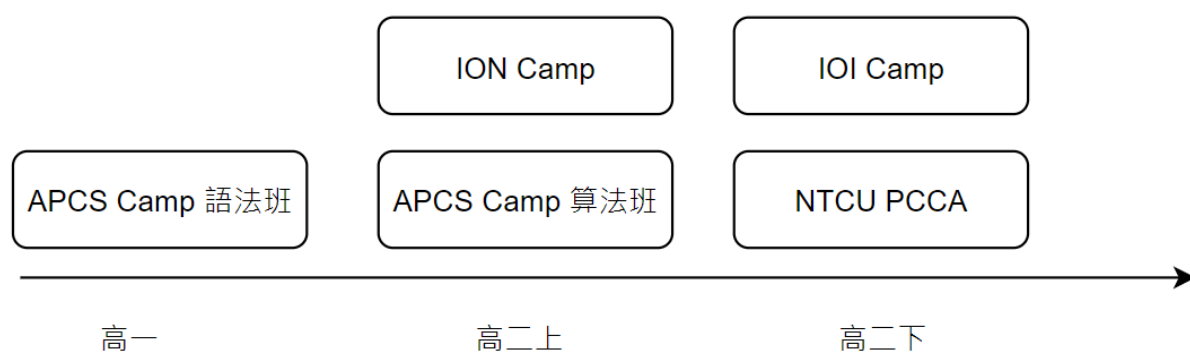 ION Camp
IOI Camp
APCS Camp 語法班
APCS Camp 算法班
NTCU PCCA
高一
高二上
高二下